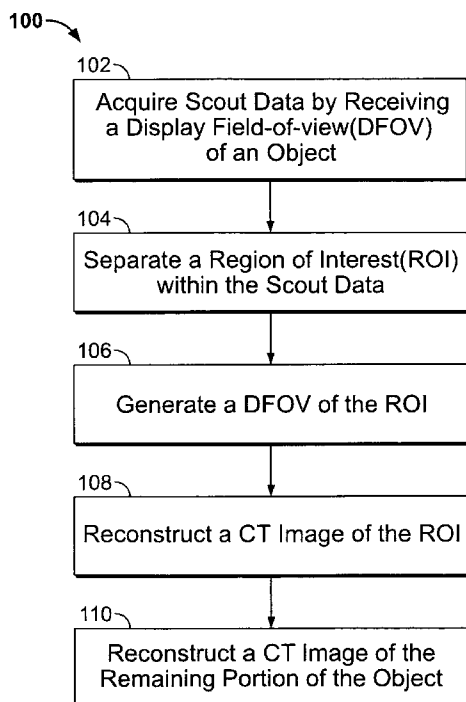 100
102
Acquire Scout Data by Receiving
a Display Field-of-view(DFOV)
of an Object
104
Separate a Region of Interest(ROI)
within the Scout Data
106
Generate a DFOV of the ROI
108
Reconstruct a CT Image of the ROI
110
Reconstruct a CT Image of the
Remaining Portion of the Object